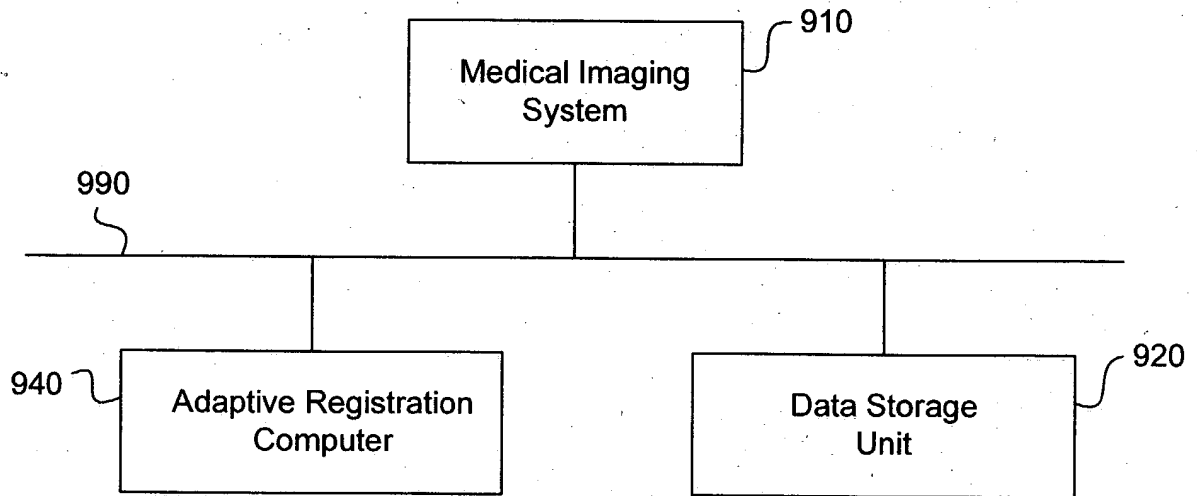 910
Medical Imaging
System
990
940
Adaptive Registration
Computer
920
Data Storage
Unit